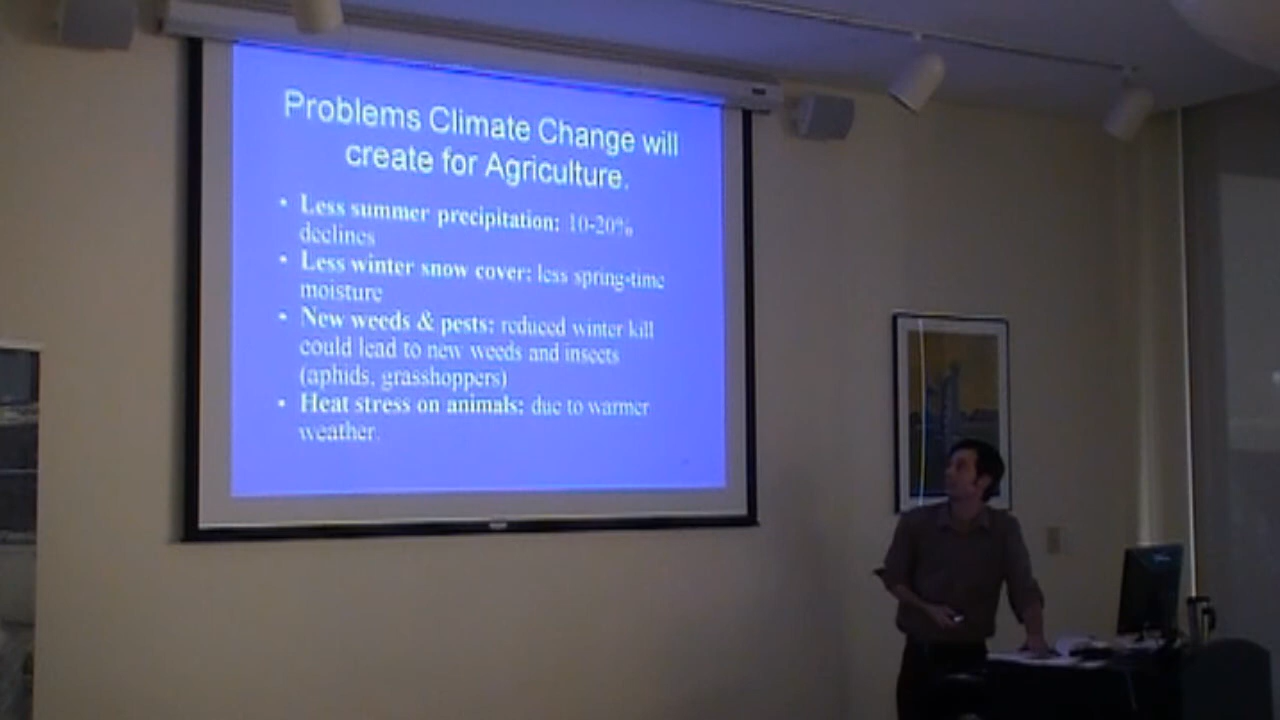 Problems Climate Change will
create for Agriculture.
• Less summer precipitation: 10-20%
declines
• Less winter snow cover: less spring-time
moisture
• New weeds & pests: reduced winter kill
could lead to new weeds and insects
(aphids, grasshoppers)
• Heat stress on animals: due to warmer
weather.